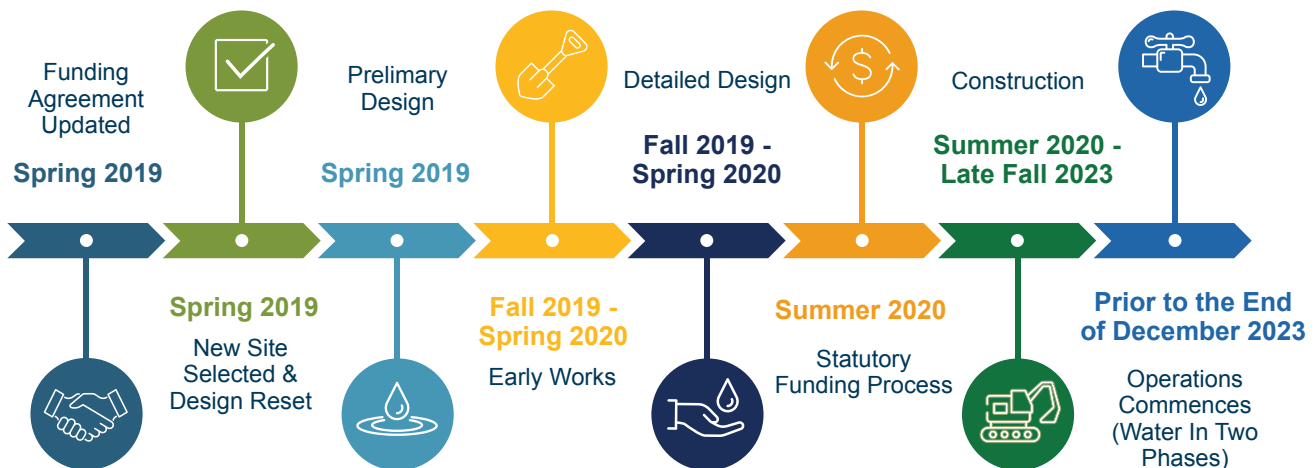 Funding
Agreement
Updated
Spring 2019
Spring 2019
New Site
Selected &
Design Reset
Prelimary
Design
Spring 2019
Fall 2019 -
Spring 2020
Early Works
Detailed Design
Fall 2019 -
Spring 2020
Summer 2020
Statutory
Funding Process
Construction
Summer 2020 -
Late Fall 2023
Prior to the End
of December 2023
Operations
Commences
(Water In Two
Phases)
$